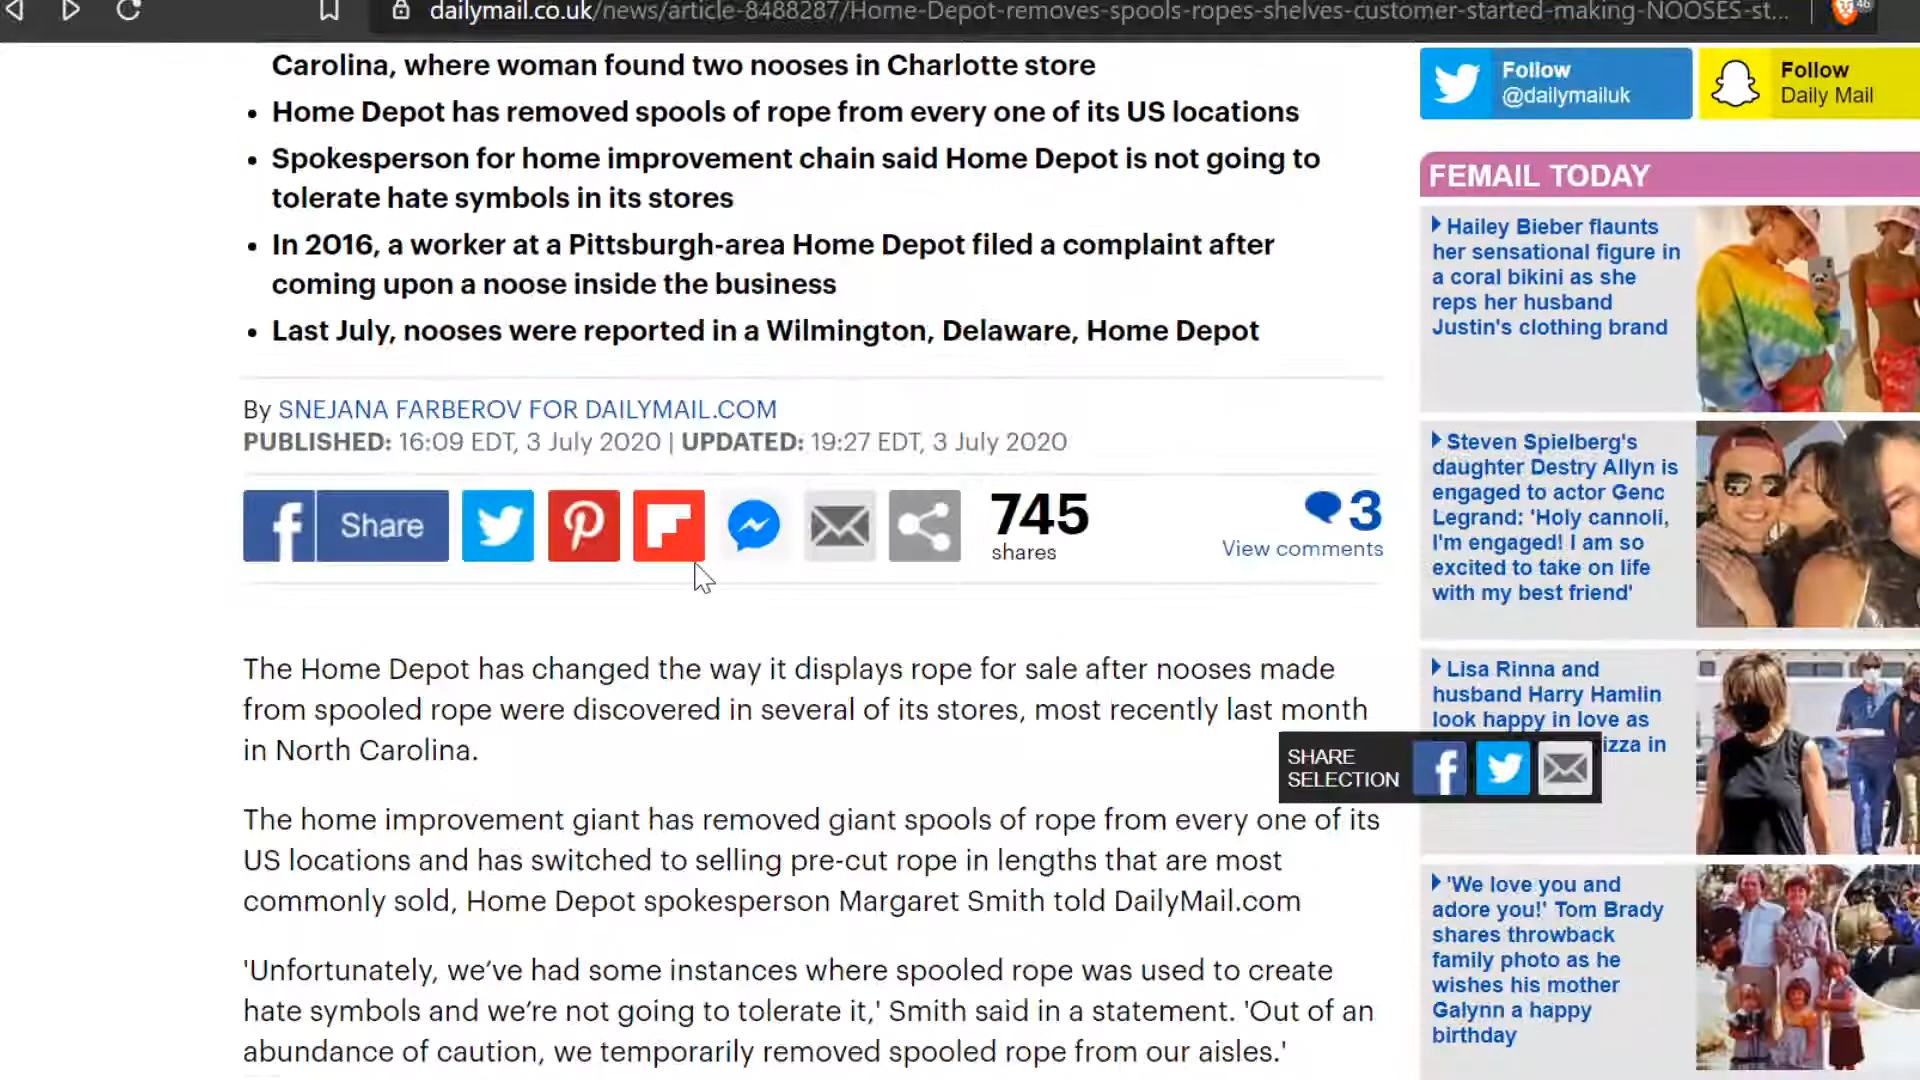 dailymail.co.uk/news/article-8488287/Home-Depot-removes-spools-ropes-shelves-customer-started-making-NOOSES-st...
46
Carolina, where woman found two nooses in Charlotte store
• Home Depot has removed spools of rope from every one of its US locations
• Spokesperson for home improvement chain said Home Depot is not going to
tolerate hate symbols in its stores
• In 2016, a worker at a Pittsburgh-area Home Depot filed a complaint after
coming upon a noose inside the business
• Last July, nooses were reported in a Wilmington, Delaware, Home Depot
By SNEJANA FARBEROV FOR DAILYMAIL.COM
PUBLISHED: 16:09 EDT, 3 July 2020 | UPDATED: 19:27 EDT, 3 July 2020
Share
745
shares
3
View comments
The Home Depot has changed the way it displays rope for sale after nooses made
from spooled rope were discovered in several of its stores, most recently last month
in North Carolina.
The home improvement giant has removed giant spools of rope from every one of its
US locations and has switched to selling pre-cut rope in lengths that are most
commonly sold, Home Depot spokesperson Margaret Smith told DailyMail.com
'Unfortunately, we've had some instances where spooled rope was used to create
hate symbols and we're not going to tolerate it,' Smith said in a statement. 'Out of an
abundance of caution, we temporarily removed spooled rope from our aisles.'
SHARE
SELECTION
Follow
@dailymailuk
Follow
Daily Mail
FEMAIL TODAY
Hailey Bieber flaunts
her sensational figure in
a coral bikini as she
reps her husband
Justin's clothing brand
Steven Spielberg's
daughter Destry Allyn is
engaged to actor Genc
Legrand: 'Holy cannoli,
I'm engaged! I am so
excited to take on life
with my best friend'
Lisa Rinna and
husband Harry Hamlin
look happy in love as
izza in
'We love you and
adore you!' Tom Brady
shares throwback
family photo as he
wishes his mother
Galynn a happy
birthday